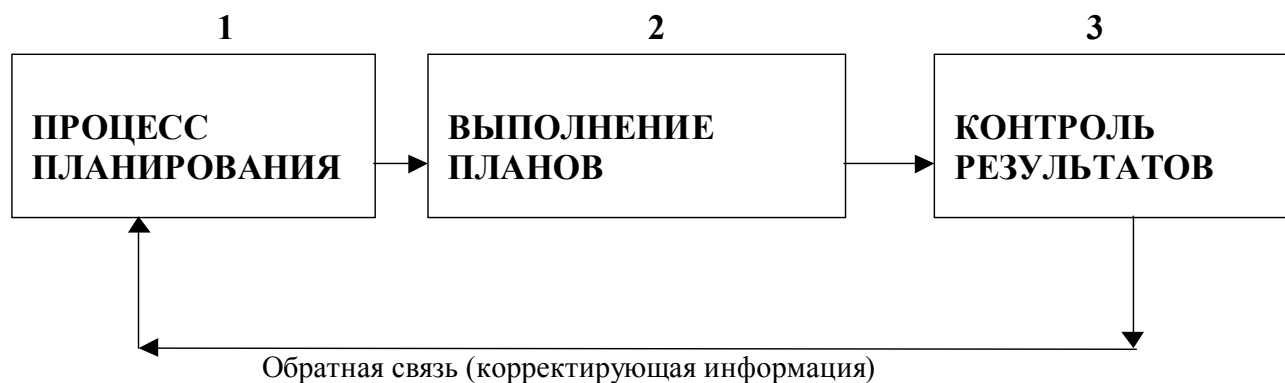 1
2
3
ПРОЦЕСС
ПЛАНИРОВАНИЯ
ВЫПОЛНЕНИЕ
ПЛАНОВ
КОНТРОЛЬ
РЕЗУЛЬТАТОВ
Обратная связь (корректирующая информация)